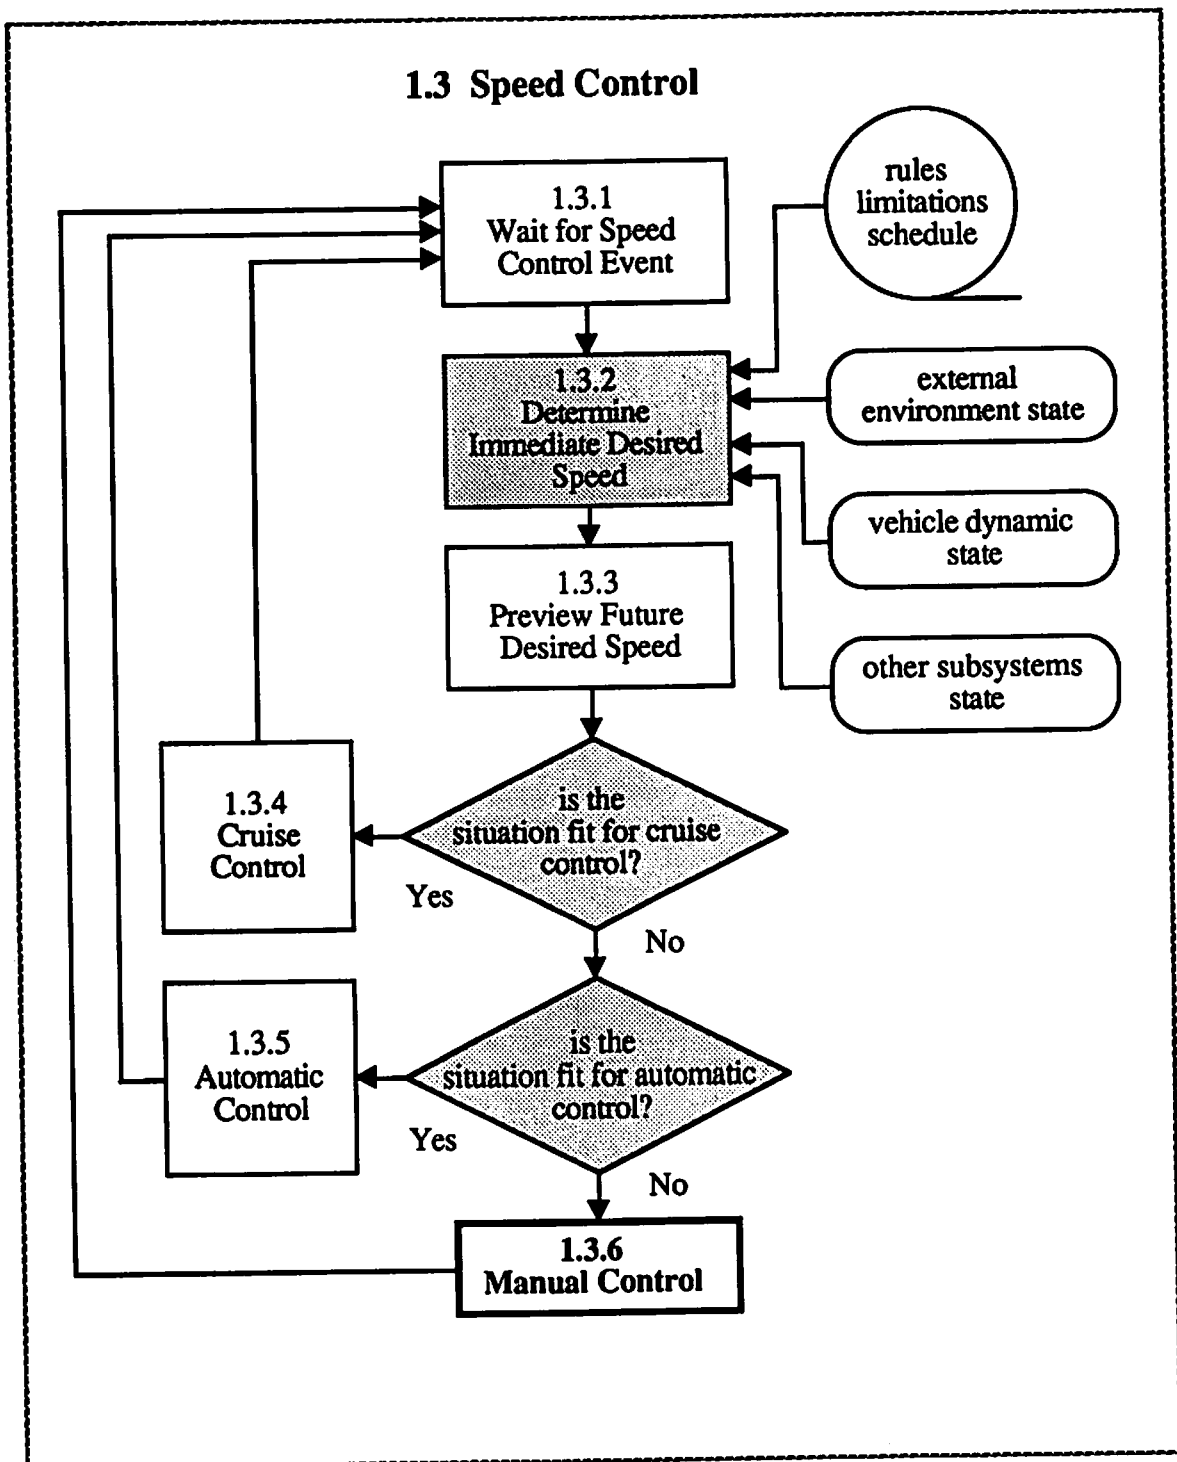 1.3 Speed Control
1.3.1
Wait for Speed
Control Event
rules
limitations
schedule
1.3.2
Determine
Immediate Desired
Speed
external
environment state
vehicle dynamic
state
1.3.3
Preview Future
Desired Speed
other subsystems
state
is the
situation fit for cruise
control?
1.3.4
Cruise
Control
Yes
No
is the
situation fit for automatic
control?
1.3.5
Automatic
Control
Yes
No
1.3.6
Manual Control